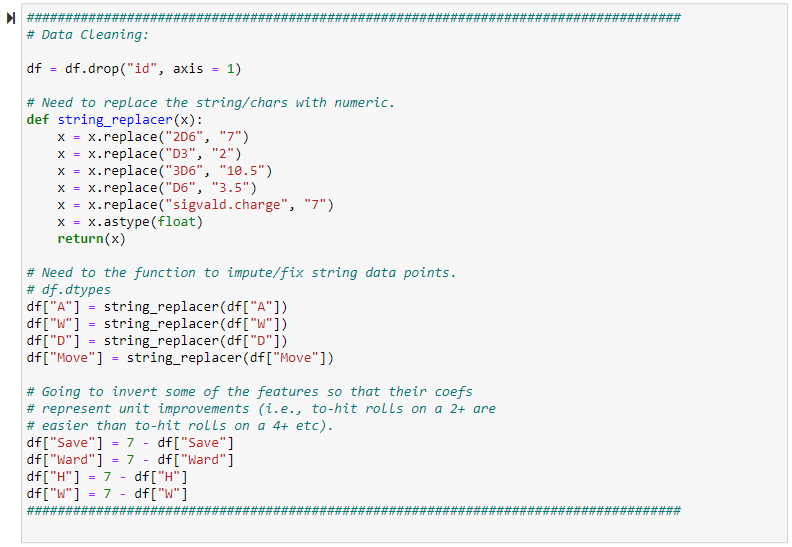 #####################################################################################
# Data Cleaning:
df = df.drop("id", axis = 1)
# Need to replace the string/chars with numeric.
def string_replacer(x):
    x = x.replace("2D6", "7")
    x = x.replace("D3", "2")
    x = x.replace("3D6", "10.5")
    x = x.replace("D6", "3.5")
    x = x.replace("sigvald.charge", "7")
    x = x.astype(float)
    return(x)
# Need to the function to impute/fix string data points.
# df.dtypes
df["A"] = string_replacer(df["A"])
df["W"] = string_replacer(df["W"])
df["D"] = string_replacer(df["D"])
df["Move"] = string_replacer(df["Move"])
# Going to invert some of the features so that their coefs
# represent unit improvements (i.e., to-hit rolls on a 2+ are
# easier than to-hit rolls on a 4+ etc).
df["Save"] = 7 - df["Save"]
df["Ward"] = 7 - df["Ward"]
df["H"] = 7 - df["H"]
df["W"] = 7 - df["W"]
#####################################################################################